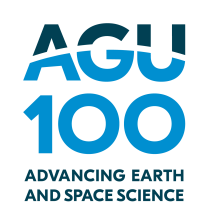 AGU
100
ADVANCING EARTH
AND SPACE SCIENCE